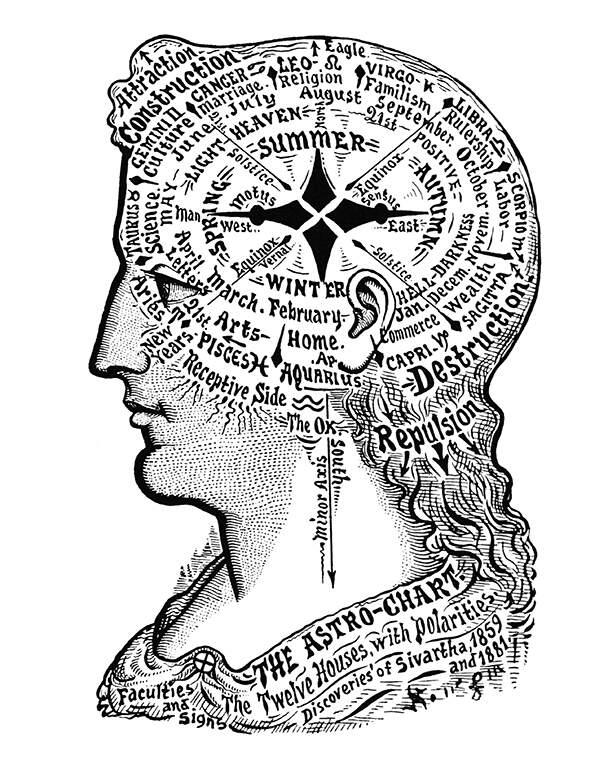 Eagle
Attraction
Construction
GEMINI II
Culture
June
CANCER
Marriage.
July
LEO ♌
Religion
August
VIRGO
Familism
September
21st
LIBRA
Rulership
October.
SCORPIO
Labor
Novem.
SAGITTA
Wealth
Decem.
CAPRI.
Commerce
Jan.
AQUARIUS
Home.
February
PISCES ♓
Arts
March.
Aries
Letters
April
21st
New Years
TAURUS ♉
Science.
MAY
LIGHT HEAVEN
POSITIVE
HELL-DARKNESS
SUMMER
AUTUMN
WINTER
SPRING
Solstice
Equinox
Solstice
Equinox
Vernal
Man
Motus
West.
Census
East
Destruction
Repulsion
Receptive Side
The Ox.
South
Minor Axis
THE ASTRO-CHART.
The Twelve Houses, with Polarities
Discoveries of Sivartha, 1859
and 1881
Faculties
and
Signs